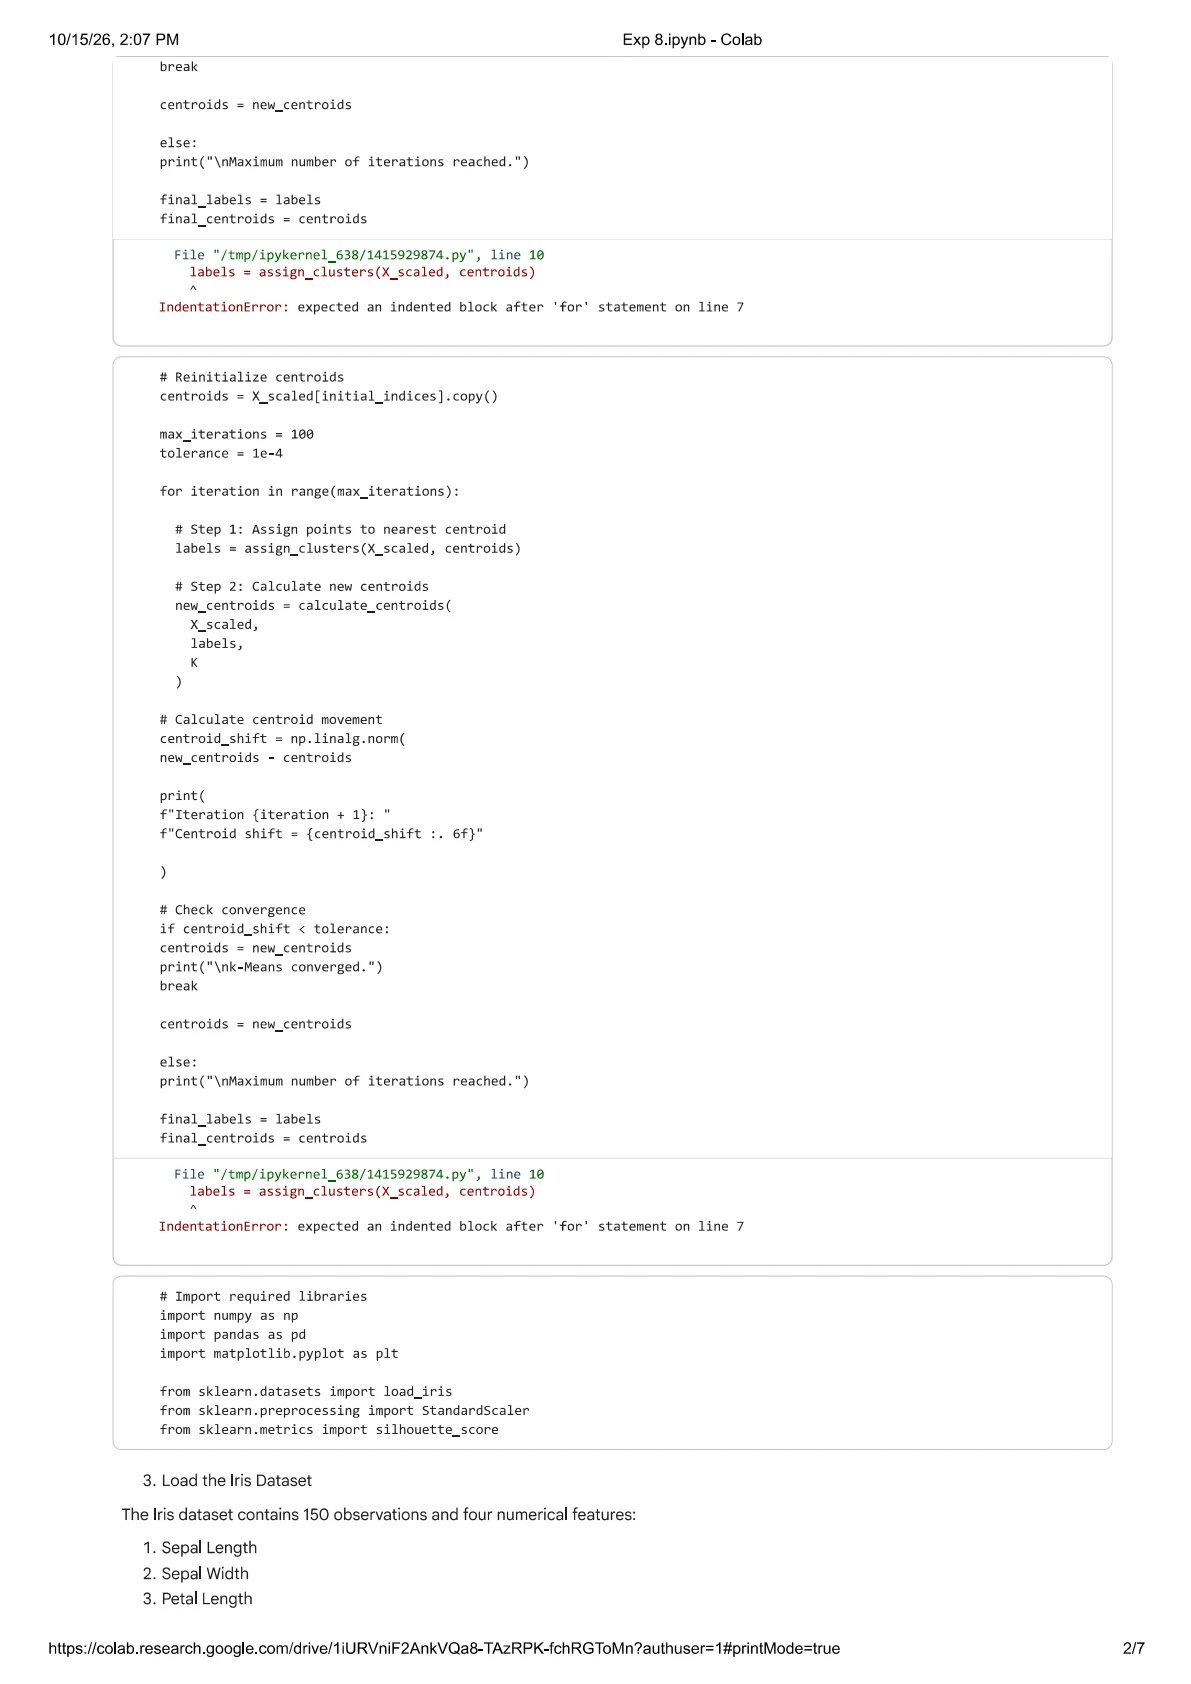 10/15/26, 2:07 PM
Exp 8.ipynb - Colab
break
centroids = new_centroids
else:
print("\nMaximum number of iterations reached.")
final_labels = labels
final_centroids = centroids
File "/tmp/ipykernel_638/1415929874.py", line 10
labels = assign_clusters(X_scaled, centroids)
^
IndentationError: expected an indented block after 'for' statement on line 7
# Reinitialize centroids
centroids = X_scaled[initial_indices].copy()
max_iterations = 100
tolerance = 1e-4
for iteration in range(max_iterations):
# Step 1: Assign points to nearest centroid
labels = assign_clusters(X_scaled, centroids)
# Step 2: Calculate new centroids
new_centroids = calculate_centroids(
X_scaled,
labels,
K
)
# Calculate centroid movement
centroid_shift = np.linalg.norm(
new_centroids - centroids
print(
f"Iteration {iteration + 1}: "
f"Centroid shift = {centroid_shift :. 6f}"
)
# Check convergence
if centroid_shift < tolerance:
centroids = new_centroids
print("\nk-Means converged.")
break
centroids = new_centroids
else:
print("\nMaximum number of iterations reached.")
final_labels = labels
final_centroids = centroids
File "/tmp/ipykernel_638/1415929874.py", line 10
labels = assign_clusters(X_scaled, centroids)
^
IndentationError: expected an indented block after 'for' statement on line 7
# Import required libraries
import numpy as np
import pandas as pd
import matplotlib.pyplot as plt
from sklearn.datasets import load_iris
from sklearn.preprocessing import StandardScaler
from sklearn.metrics import silhouette_score
3. Load the Iris Dataset
The Iris dataset contains 150 observations and four numerical features:
1. Sepal Length
2. Sepal Width
3. Petal Length
https://colab.research.google.com/drive/1iURVniF2AnkVQa8-TAzRPK-fchRGToMn?authuser=1#printMode=true
2/7